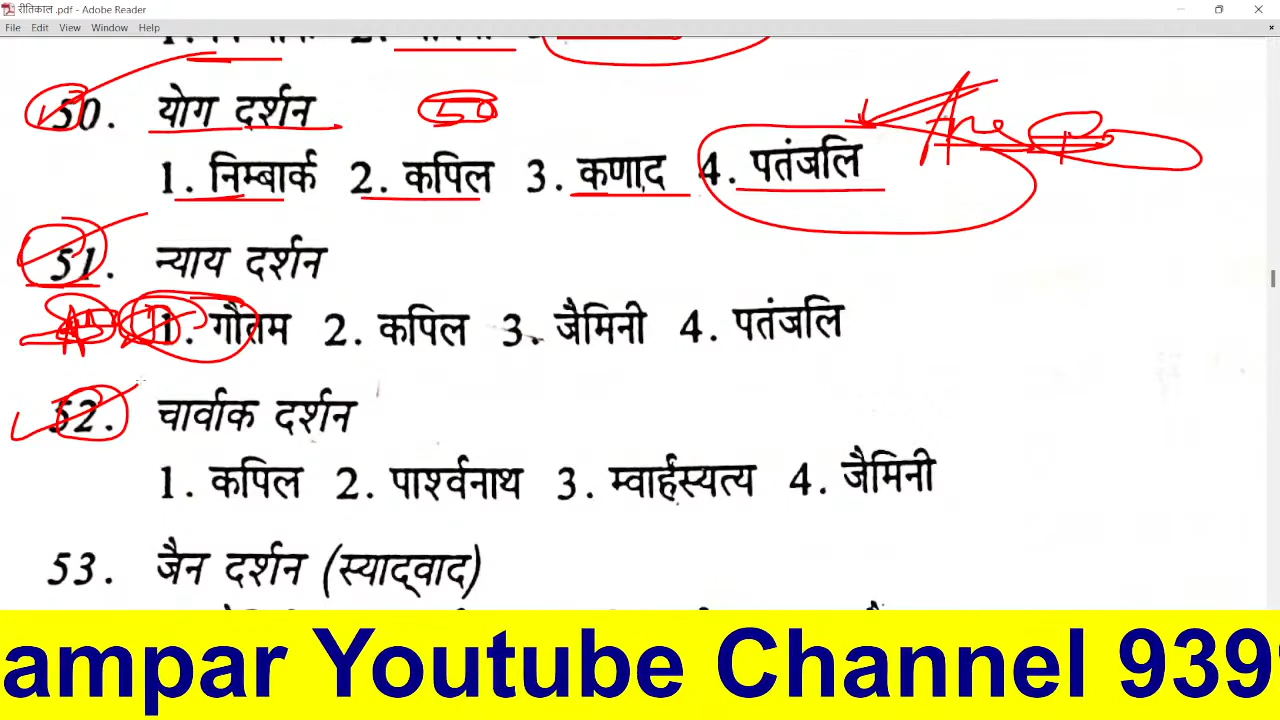 रीतिकाल .pdf - Adobe Reader
File Edit View Window Help
50. योग दर्शन 50
1. निम्बार्क 2. कपिल 3. कणाद 4. पतंजलि
51. न्याय दर्शन
1. गौतम 2. कपिल 3. जैमिनी 4. पतंजलि
52. चार्वाक दर्शन
1. कपिल 2. पार्श्वनाथ 3. म्वार्हस्यत्य 4. जैमिनी
53. जैन दर्शन (स्याद्वाद)
ampar Youtube Channel 939